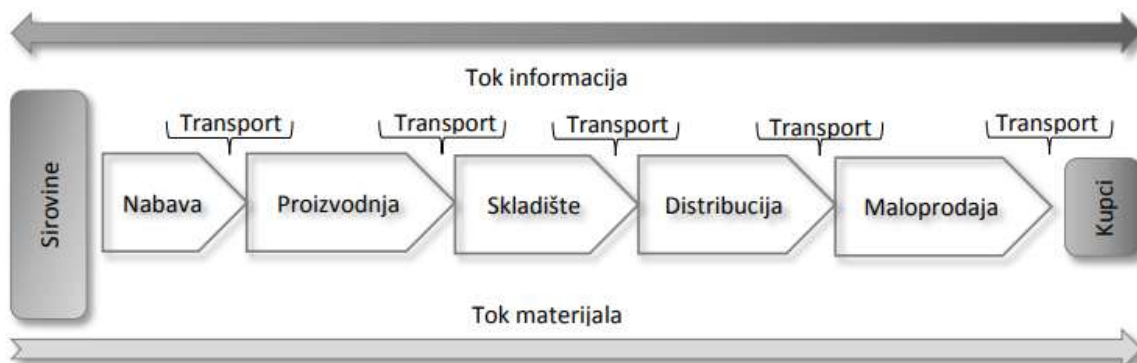 Tok informacija
Transport Transport Transport Transport Transport
Sirovine
Nabava Proizvodnja Skladište Distribucija Maloprodaja
Kupci
Tok materijala